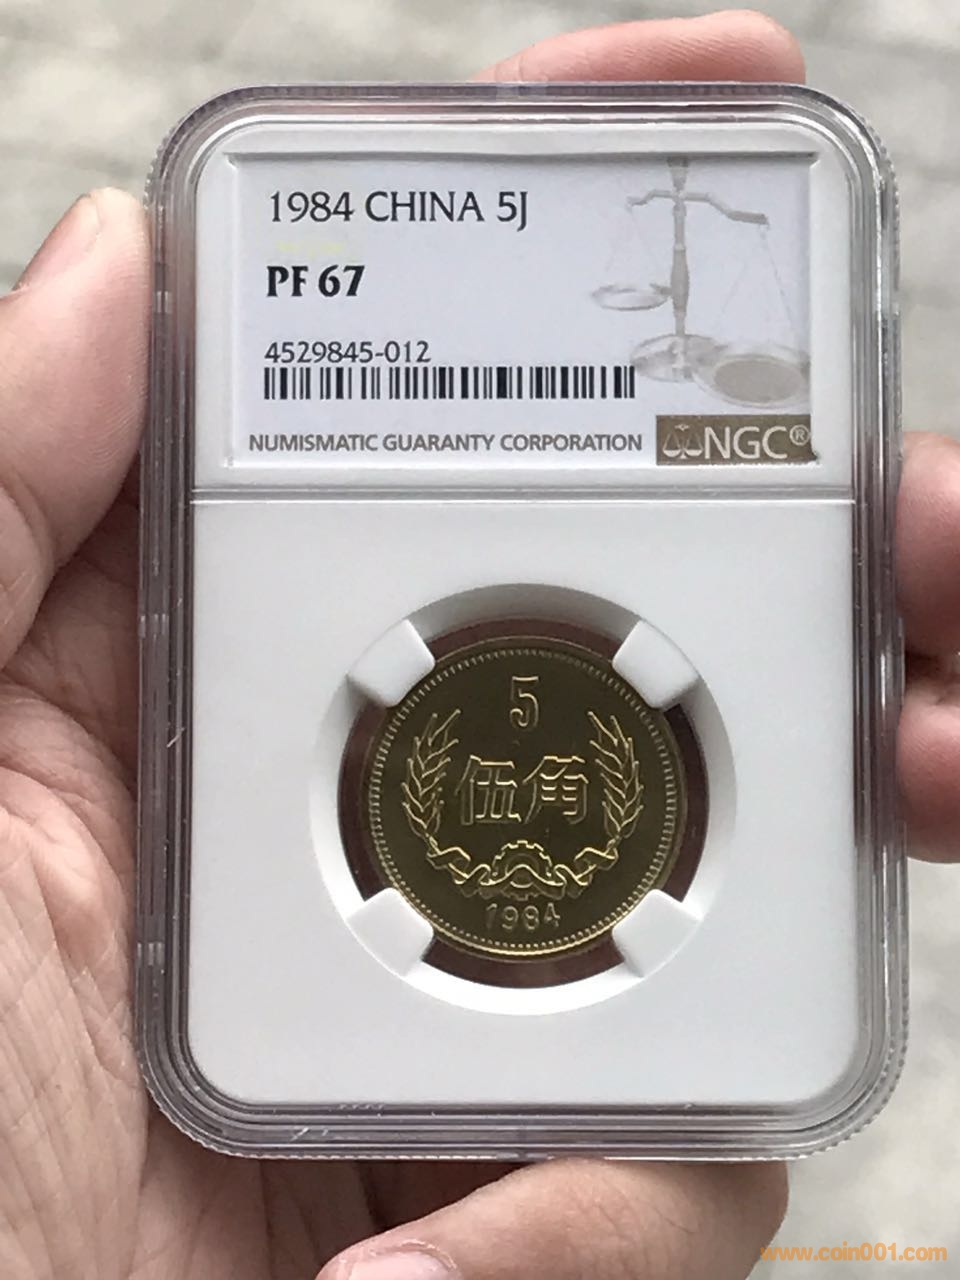 1984 CHINA 5J
PF 67
4529845-012
NUMISMATIC GUARANTY CORPORATION
NGC®
5
伍角
1984
www.coin001.com